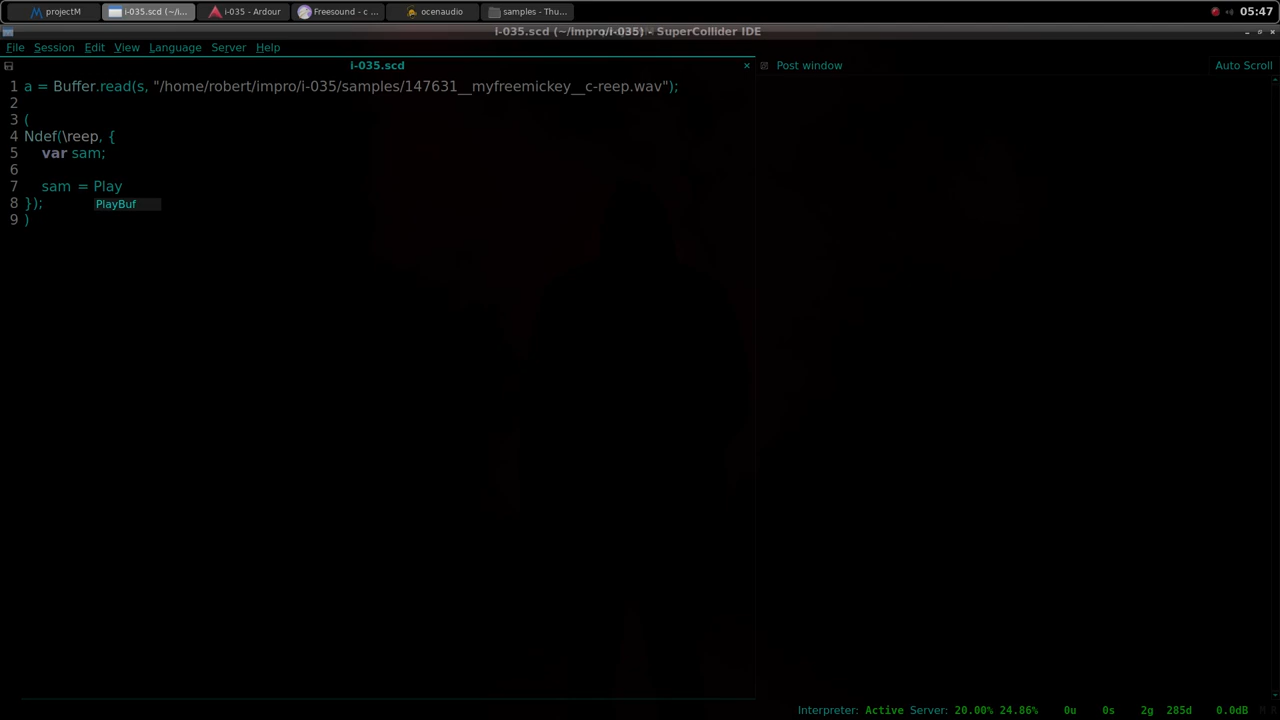 projectM
i-035.scd (~/i...
i-035 - Ardour
Freesound - c ...
ocenaudio
samples - Thu...
05:47
i-035.scd (~/impro/i-035) - SuperCollider IDE
File Session Edit View Language Server Help
i-035.scd
Post window
Auto Scroll
1 a = Buffer.read(s, "/home/robert/impro/i-035/samples/147631__myfreemickey__c-reep.wav");
2
3 (
4 Ndef(\reep, {
5 var sam;
6
7 sam = Play
8 });
PlayBuf
9 )
Interpreter: Active Server: 20.00% 24.86% 0u 0s 2g 285d 0.0dB